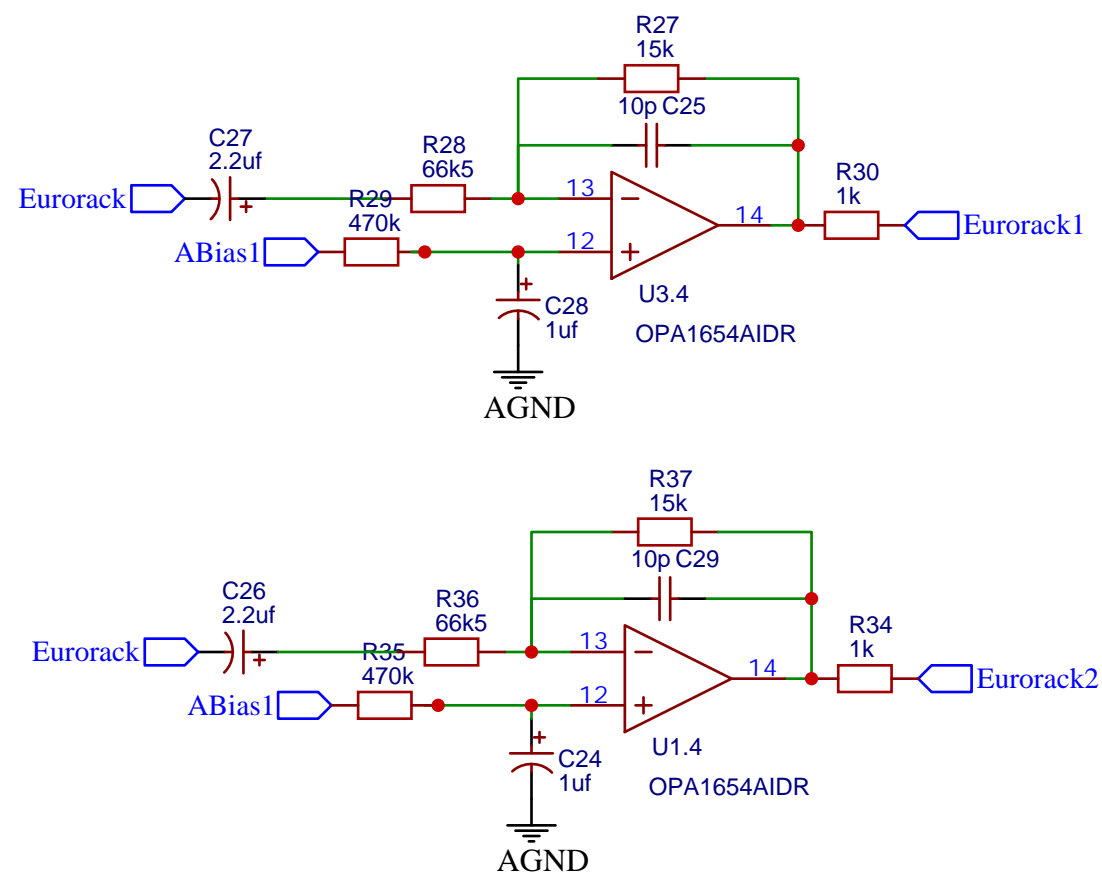 R27
15k
10p C25
C27
2.2uf
R28
66k5
Eurorack
R29
470k
13
14
R30
1k
Eurorack1
ABias1
12
C28
1uf
U3.4
OPA1654AIDR
AGND
R37
15k
10p C29
C26
2.2uf
R36
66k5
Eurorack
R35
470k
13
14
R34
1k
Eurorack2
ABias1
12
C24
1uf
U1.4
OPA1654AIDR
AGND